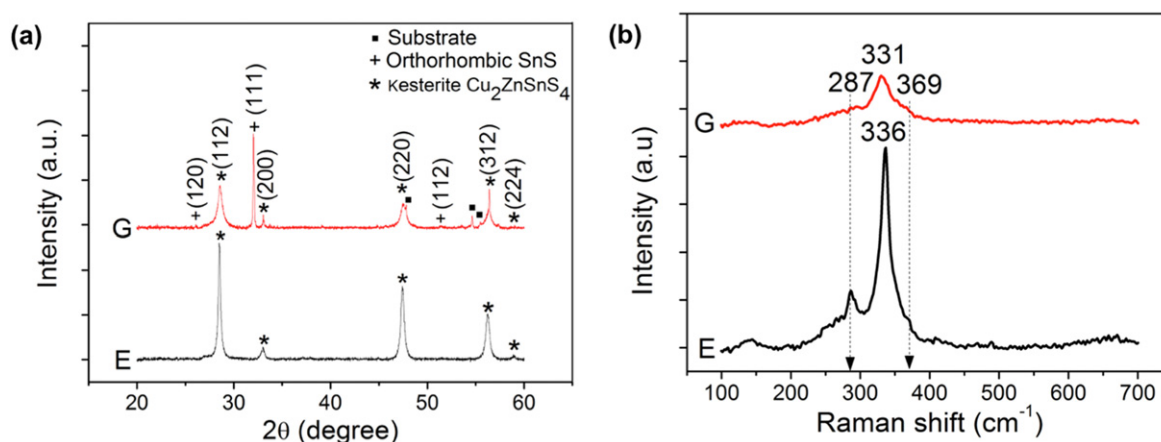 (a)
Intensity (a.u.)
▪ Substrate
+ Orthorhombic SnS
* Kesterite Cu₂ZnSnS₄
+(120)
*(112)
+(111)
*(200)
*(220)
▪
+(112)
▪
▪
*(312)
*(224)
G
*
*
*
*
*
E
20 30 40 50 60
2θ (degree)
(b)
Intensity (a.u)
331
287 369
G
336
E
100 200 300 400 500 600 700
Raman shift (cm⁻¹)